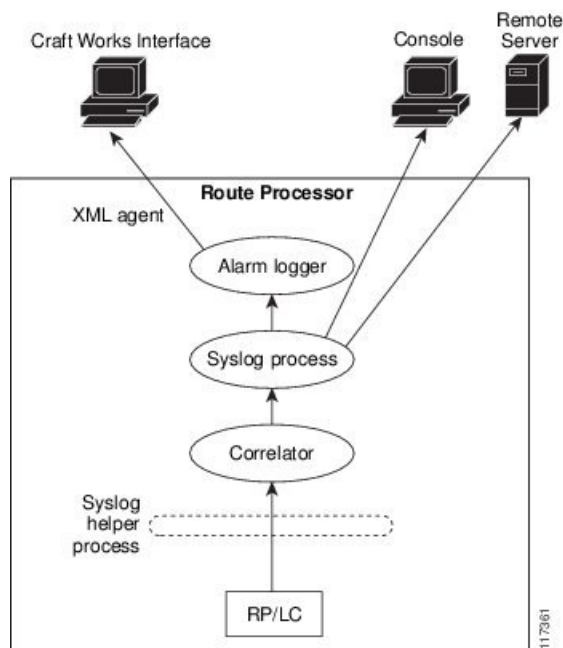 Craft Works Interface
Console
Remote
Server
Route Processor
XML agent
Alarm logger
Syslog process
Correlator
Syslog
helper
process
RP/LC
117361